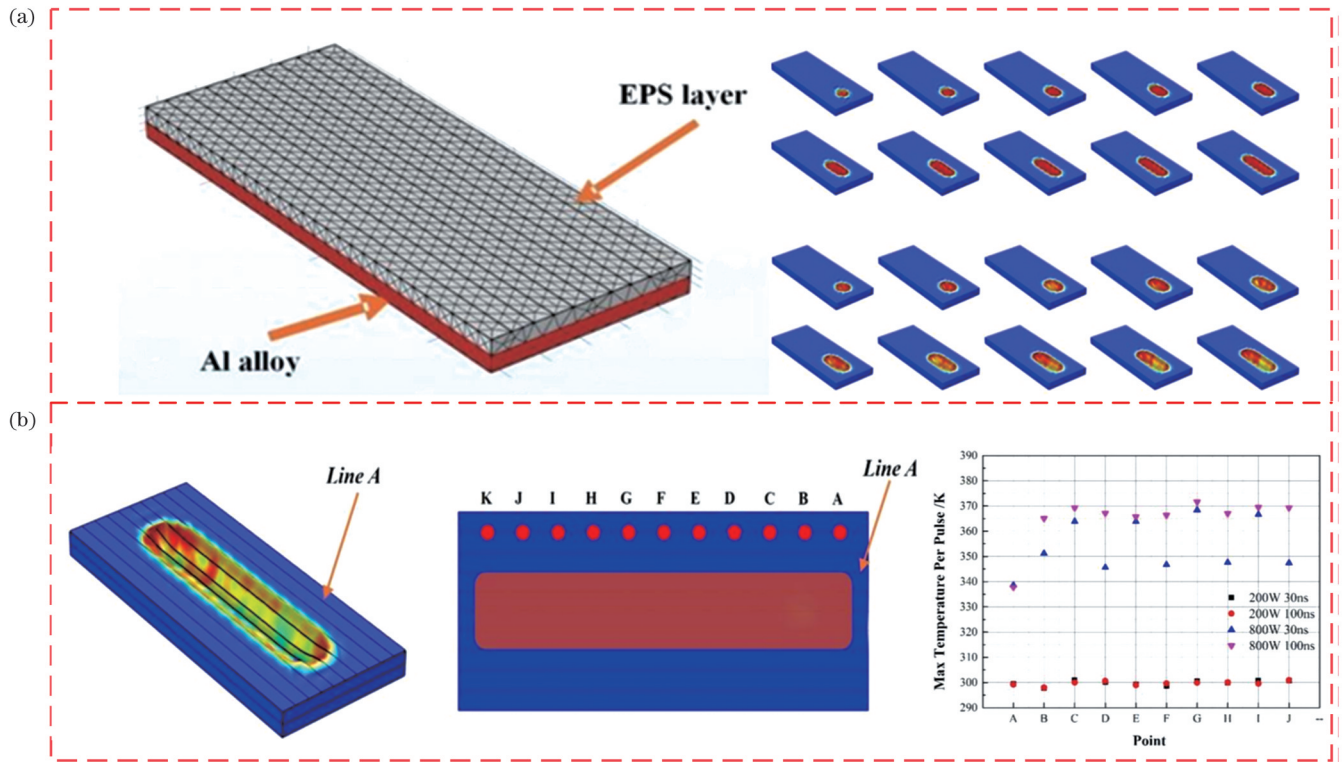 (a)
EPS layer
Al alloy
(b)
Line A
Line A
K J I H G F E D C B A
Max Temperature Per Pulse /K
390
380
370
360
350
340
330
320
310
300
290
200W 30ns
200W 100ns
800W 30ns
800W 100ns
A B C D E F G H I J --
Point